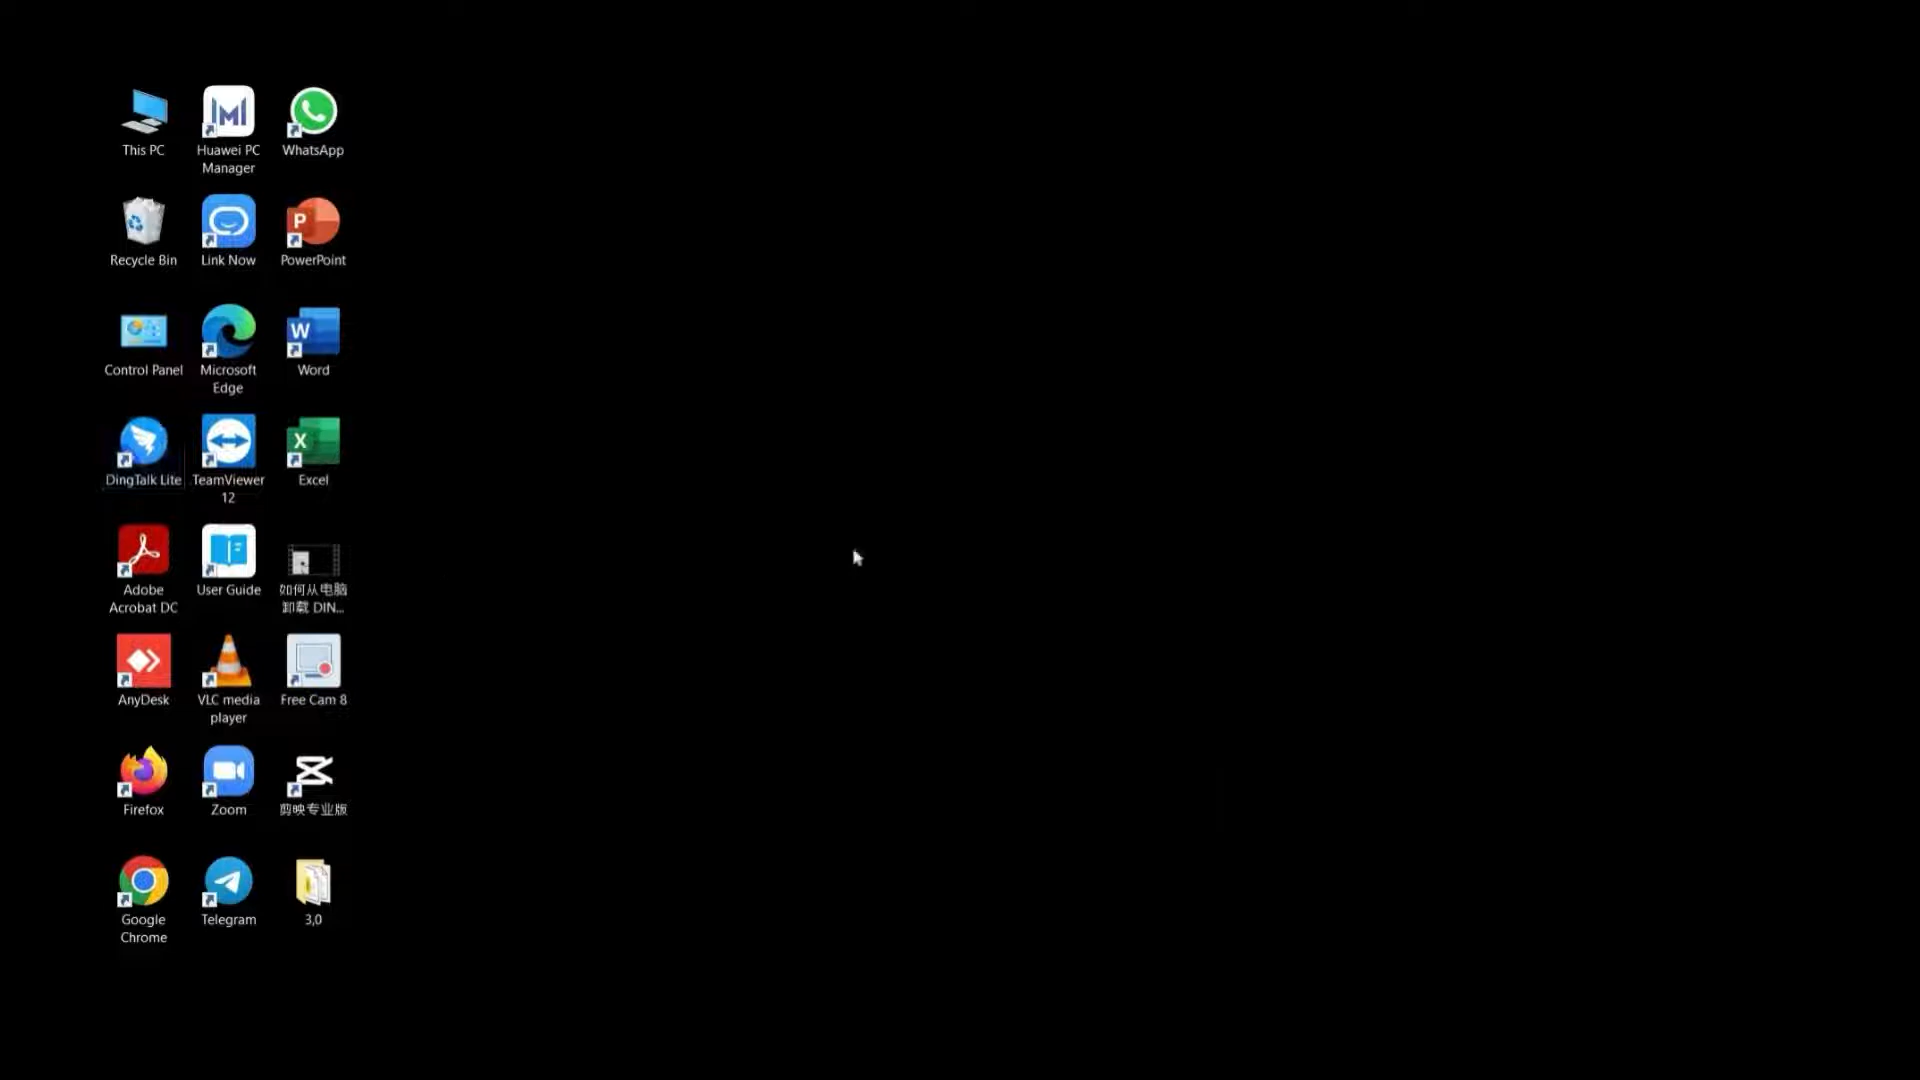 This PC
Huawei PC
Manager
WhatsApp
Recycle Bin
Link Now
PowerPoint
Control Panel
Microsoft
Edge
Word
DingTalk Lite
TeamViewer
12
Excel
Adobe
Acrobat DC
User Guide
如何从电脑
卸载 DIN...
AnyDesk
VLC media
player
Free Cam 8
Firefox
Zoom
剪映专业版
Google
Chrome
Telegram
3,0